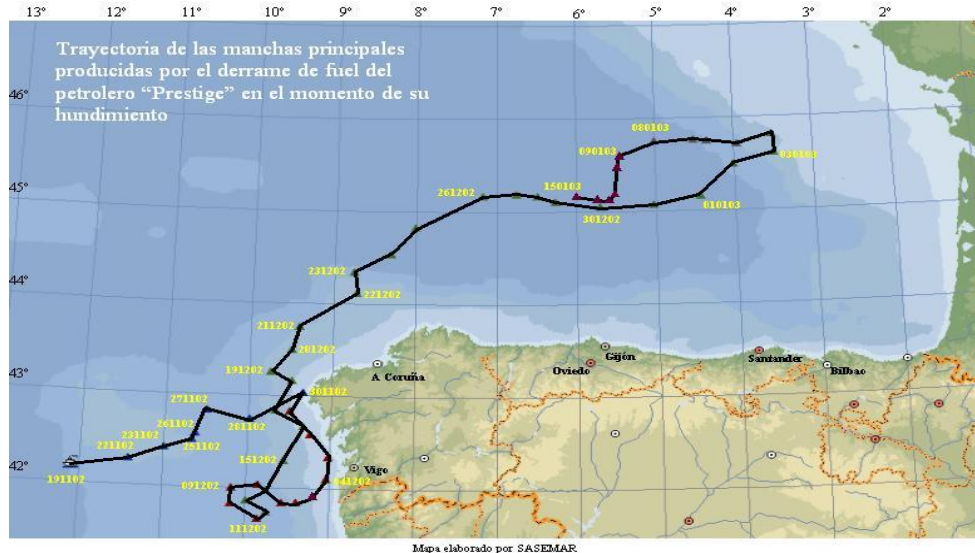 13° 12° 11° 10° 9° 8° 7° 6° 5° 4° 3° 2°
Trayectoria de las manchas principales
producidas por el derrame de fuel del
petrolero “Prestige” en el momento de su
hundimiento
46°
080103
090103
030103
45°
261202
150103
010103
301202
44°
231202
221202
211202
201202
Gijón
Santander
A Coruña
Oviedo
Bilbao
191202
43°
301102
271102
261102
281102
231102
251102
221102
42°
191102
151202
Vigo
091202
041202
111202
Mapa elaborado por SASEMAR